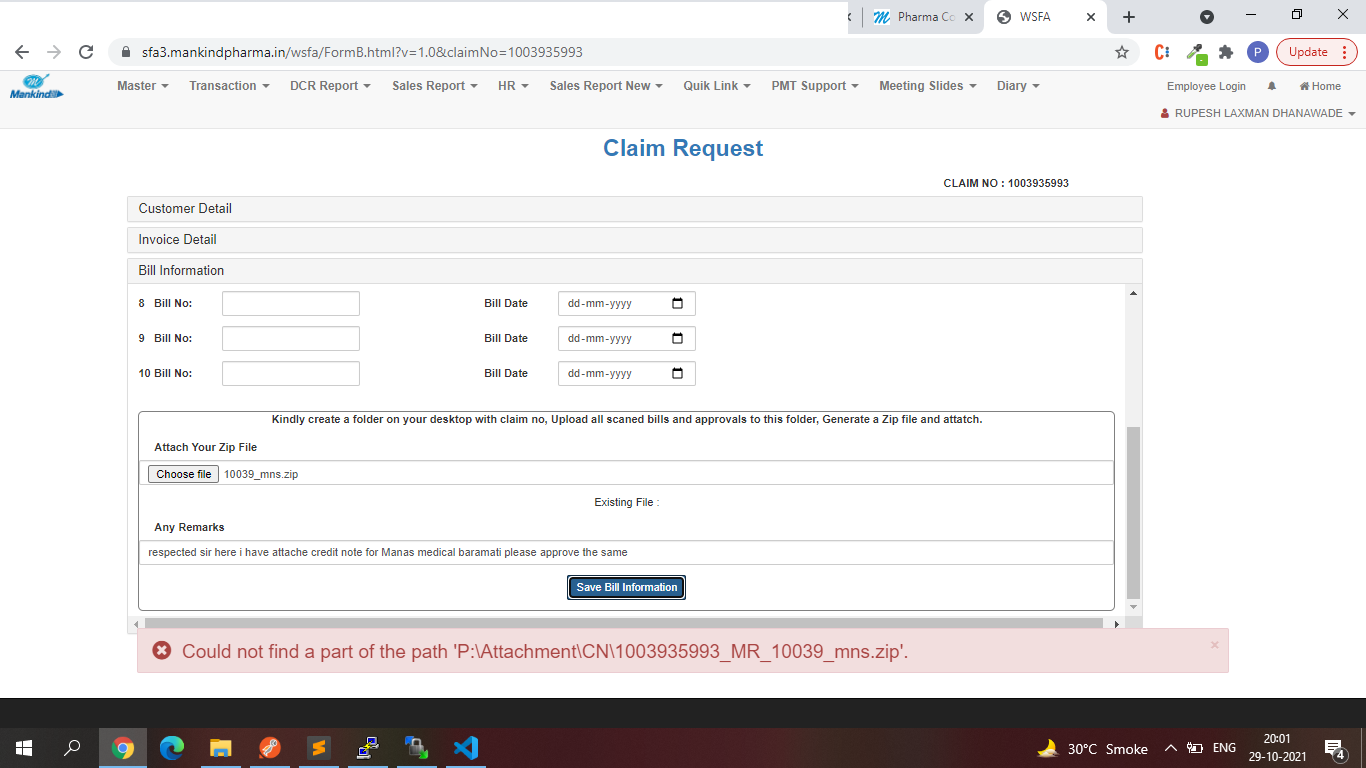 Pharma Co
WSFA
sfa3.mankindpharma.in/wsfa/FormB.html?v=1.0&claimNo=1003935993
P
Update
Mankind
Master
Transaction
DCR Report
Sales Report
HR
Sales Report New
Quik Link
PMT Support
Meeting Slides
Diary
Employee Login
Home
RUPESH LAXMAN DHANAWADE
Claim Request
CLAIM NO : 1003935993
Customer Detail
Invoice Detail
Bill Information
8 Bill No: Bill Date dd-mm-yyyy
9 Bill No: Bill Date dd-mm-yyyy
10 Bill No: Bill Date dd-mm-yyyy
Kindly create a folder on your desktop with claim no, Upload all scaned bills and approvals to this folder, Generate a Zip file and attatch.
Attach Your Zip File
Choose file 10039_mns.zip
Existing File :
Any Remarks
respected sir here i have attache credit note for Manas medical baramati please approve the same
Save Bill Information
Could not find a part of the path 'P:\Attachment\CN\1003935993_MR_10039_mns.zip'.
30°C Smoke
ENG
20:01
29-10-2021
4